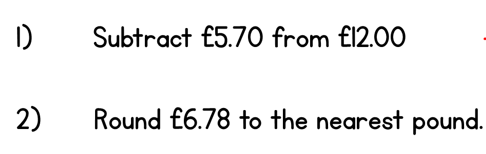 1) Subtract £5.70 from £12.00
2) Round £6.78 to the nearest pound.